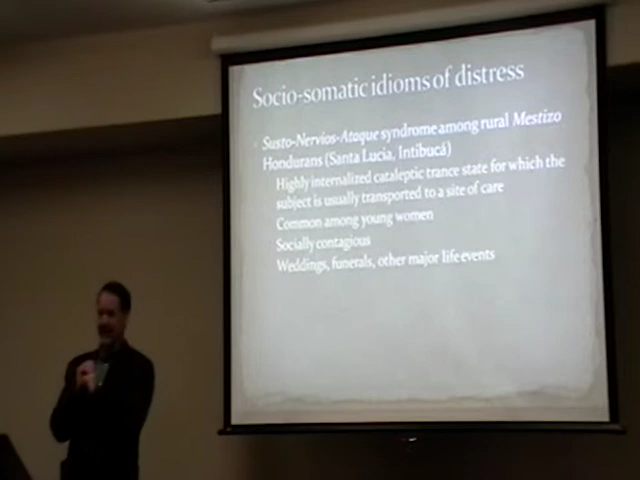 Socio-somatic idioms of distress
Susto-Nervios-Ataque syndrome among rural Mestizo
Hondurans (Santa Lucia, Intibucá)
Highly internalized cataleptic trance state for which the
subject is usually transported to a site of care
Common among young women
Socially contagious
Weddings, funerals, other major life events